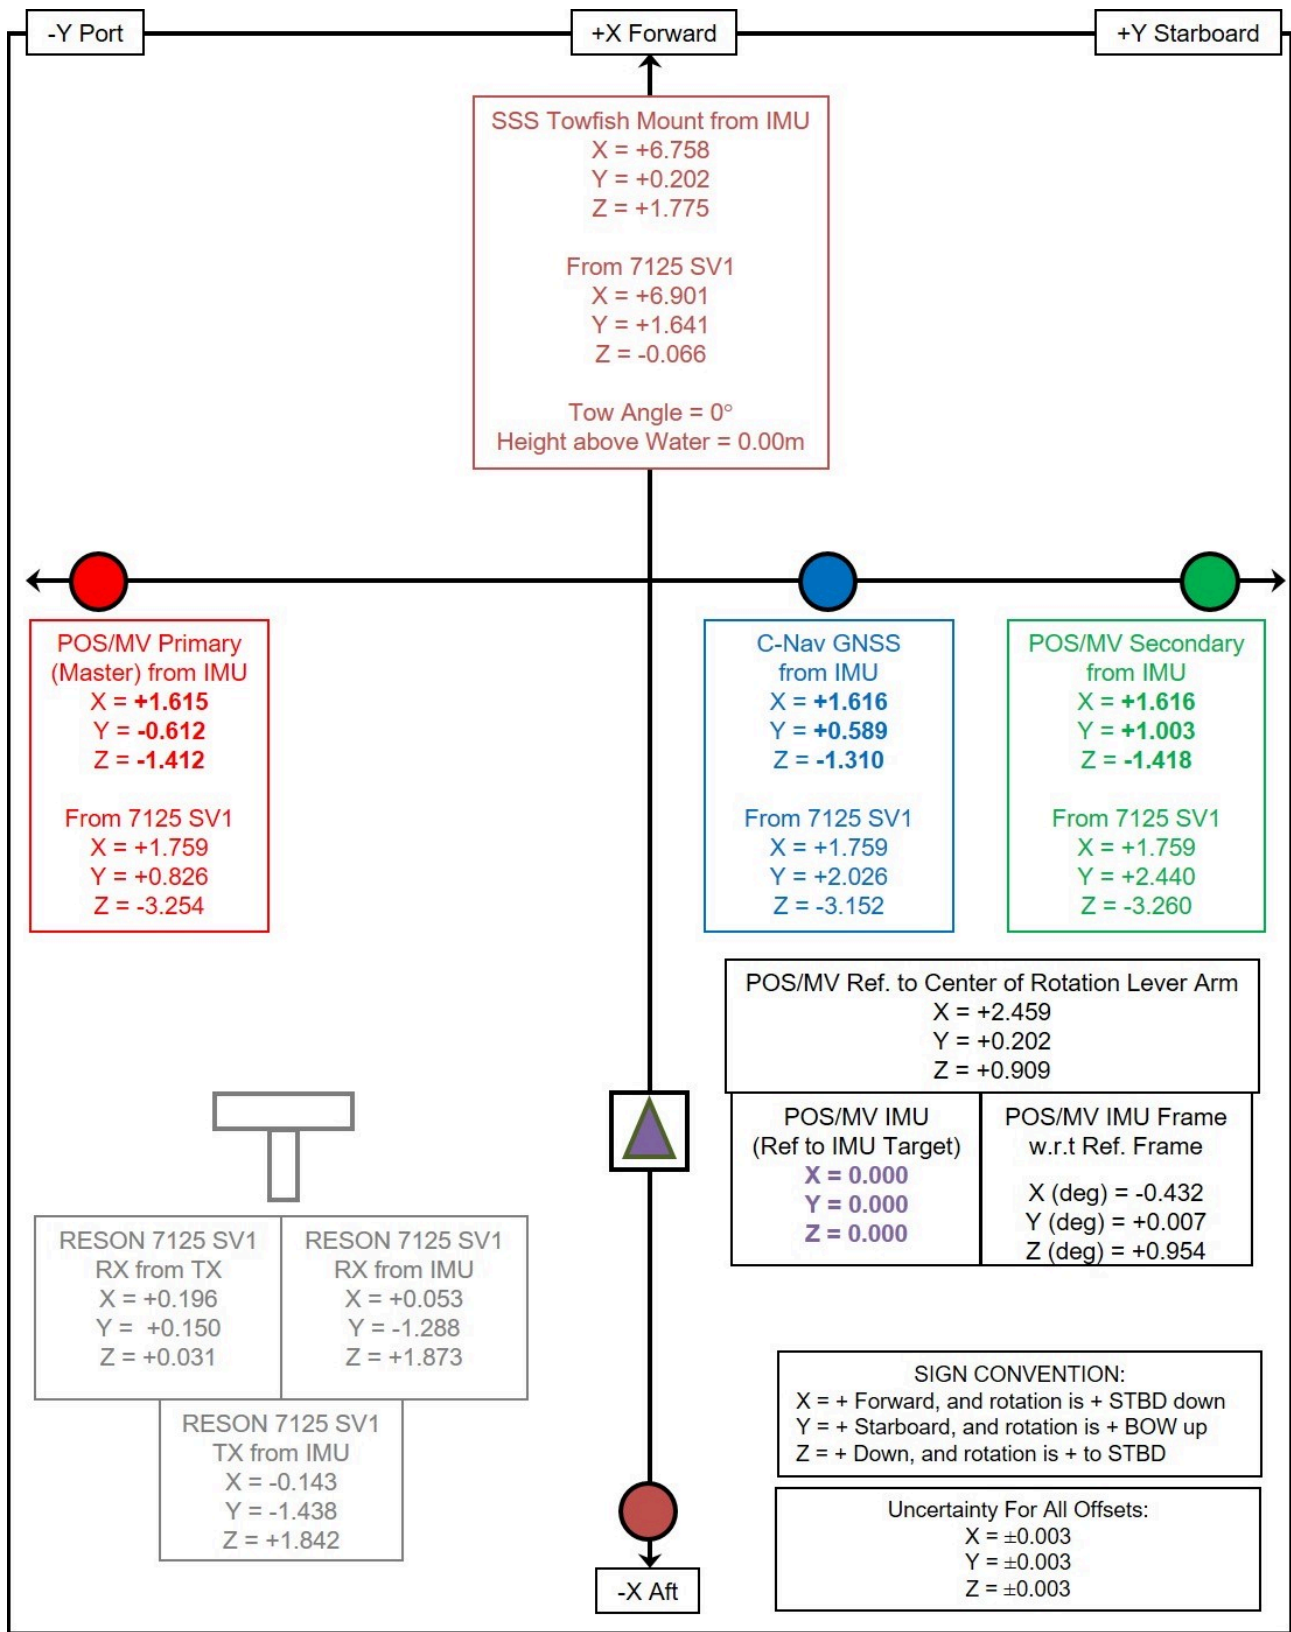 -Y Port
+X Forward
+Y Starboard
SSS Towfish Mount from IMU
X = +6.758
Y = +0.202
Z = +1.775
From 7125 SV1
X = +6.901
Y = +1.641
Z = -0.066
Tow Angle = 0°
Height above Water = 0.00m
POS/MV Primary
(Master) from IMU
X = +1.615
Y = -0.612
Z = -1.412
From 7125 SV1
X = +1.759
Y = +0.826
Z = -3.254
C-Nav GNSS
from IMU
X = +1.616
Y = +0.589
Z = -1.310
From 7125 SV1
X = +1.759
Y = +2.026
Z = -3.152
POS/MV Secondary
from IMU
X = +1.616
Y = +1.003
Z = -1.418
From 7125 SV1
X = +1.759
Y = +2.440
Z = -3.260
POS/MV Ref. to Center of Rotation Lever Arm
X = +2.459
Y = +0.202
Z = +0.909
POS/MV IMU
(Ref to IMU Target)
X = 0.000
Y = 0.000
Z = 0.000
POS/MV IMU Frame
w.r.t Ref. Frame
X (deg) = -0.432
Y (deg) = +0.007
Z (deg) = +0.954
RESON 7125 SV1
RX from TX
X = +0.196
Y = +0.150
Z = +0.031
RESON 7125 SV1
RX from IMU
X = +0.053
Y = -1.288
Z = +1.873
RESON 7125 SV1
TX from IMU
X = -0.143
Y = -1.438
Z = +1.842
SIGN CONVENTION:
X = + Forward, and rotation is + STBD down
Y = + Starboard, and rotation is + BOW up
Z = + Down, and rotation is + to STBD
Uncertainty For All Offsets:
X = ±0.003
Y = ±0.003
Z = ±0.003
-X Aft